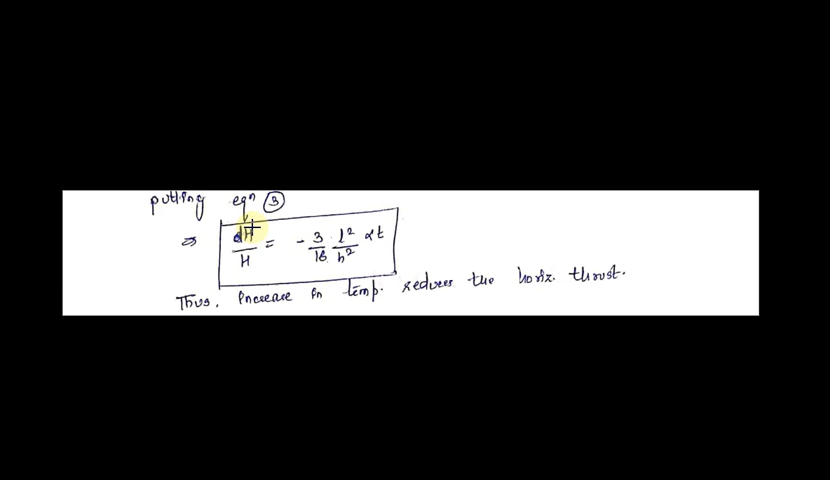 putting eqn ③
⇒ dH/H = - 3/16 · l²/h² αt
Thus, increase in temp. reduces the horiz. thrust.